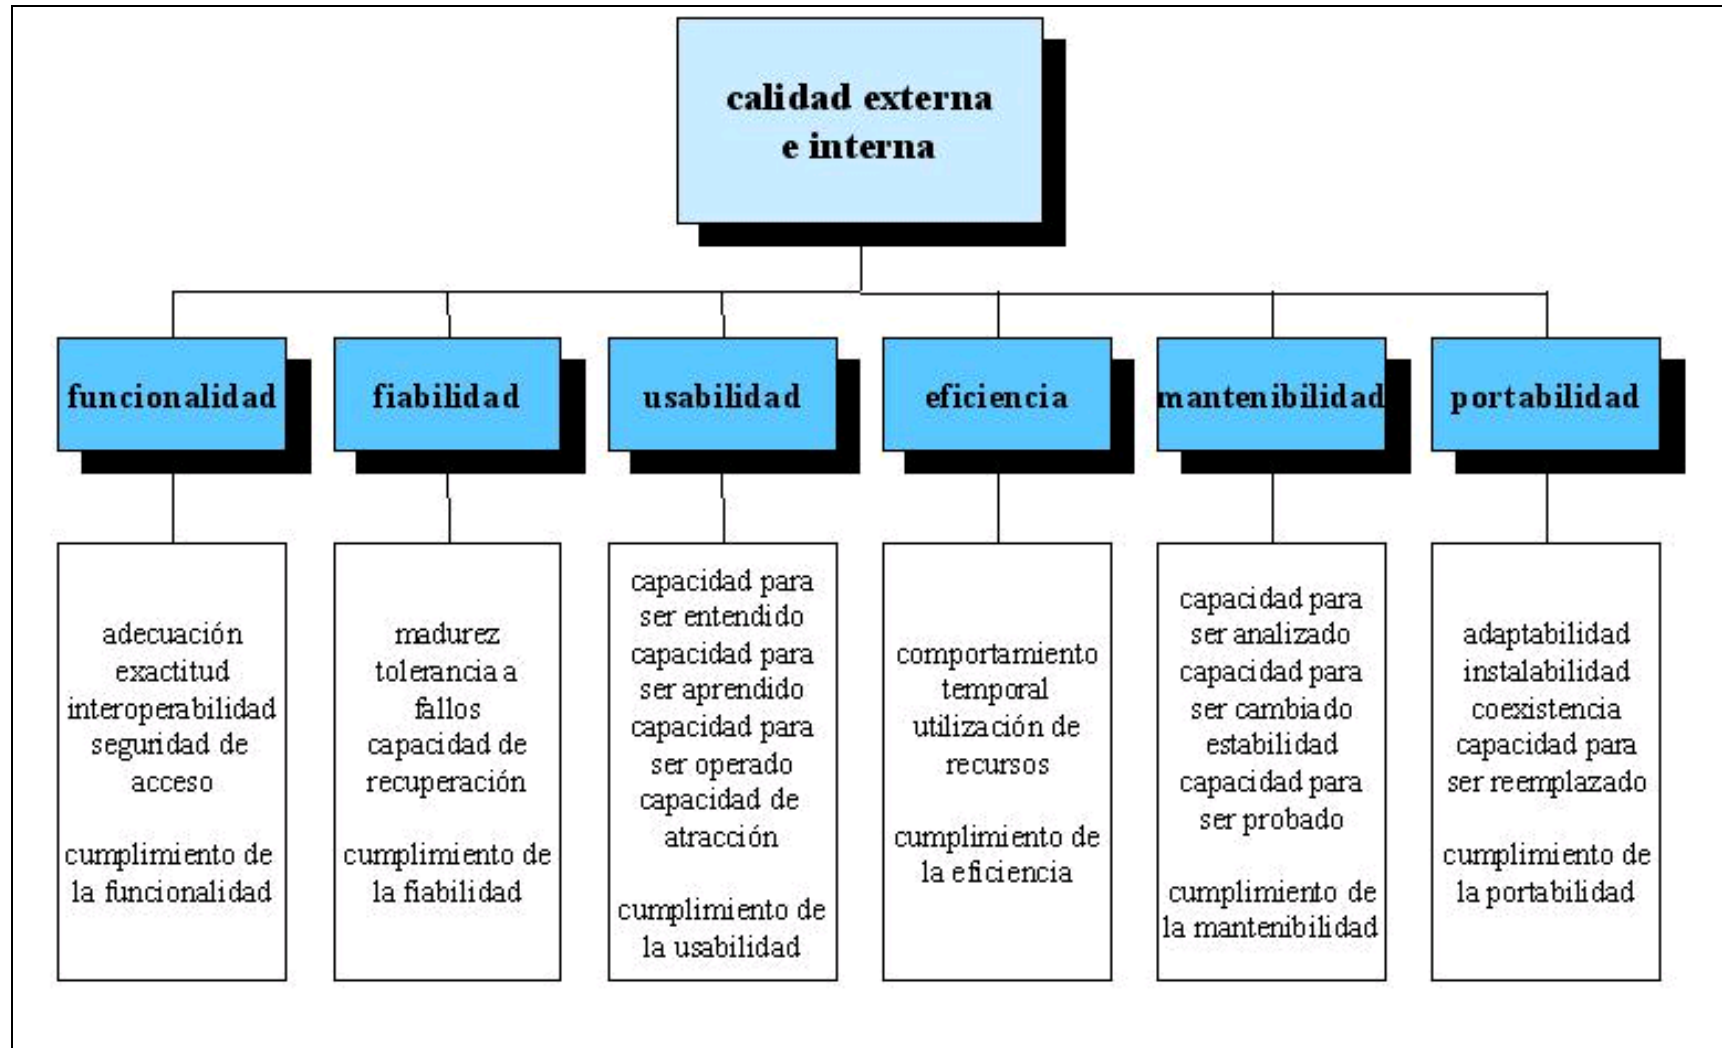 calidad externa
e interna
funcionalidad
fiabilidad
usabilidad
eficiencia
mantenibilidad
portabilidad
adecuación
exactitud
interoperabilidad
seguridad de
acceso
cumplimiento de
la funcionalidad
madurez
tolerancia a
fallos
capacidad de
recuperación
cumplimiento de
la fiabilidad
capacidad para
ser entendido
capacidad para
ser aprendido
capacidad para
ser operado
capacidad de
atracción
cumplimiento de
la usabilidad
comportamiento
temporal
utilización de
recursos
cumplimiento de
la eficiencia
capacidad para
ser analizado
capacidad para
ser cambiado
estabilidad
capacidad para
ser probado
cumplimiento de
la mantenibilidad
adaptabilidad
instalabilidad
coexistencia
capacidad para
ser reemplazado
cumplimiento de
la portabilidad